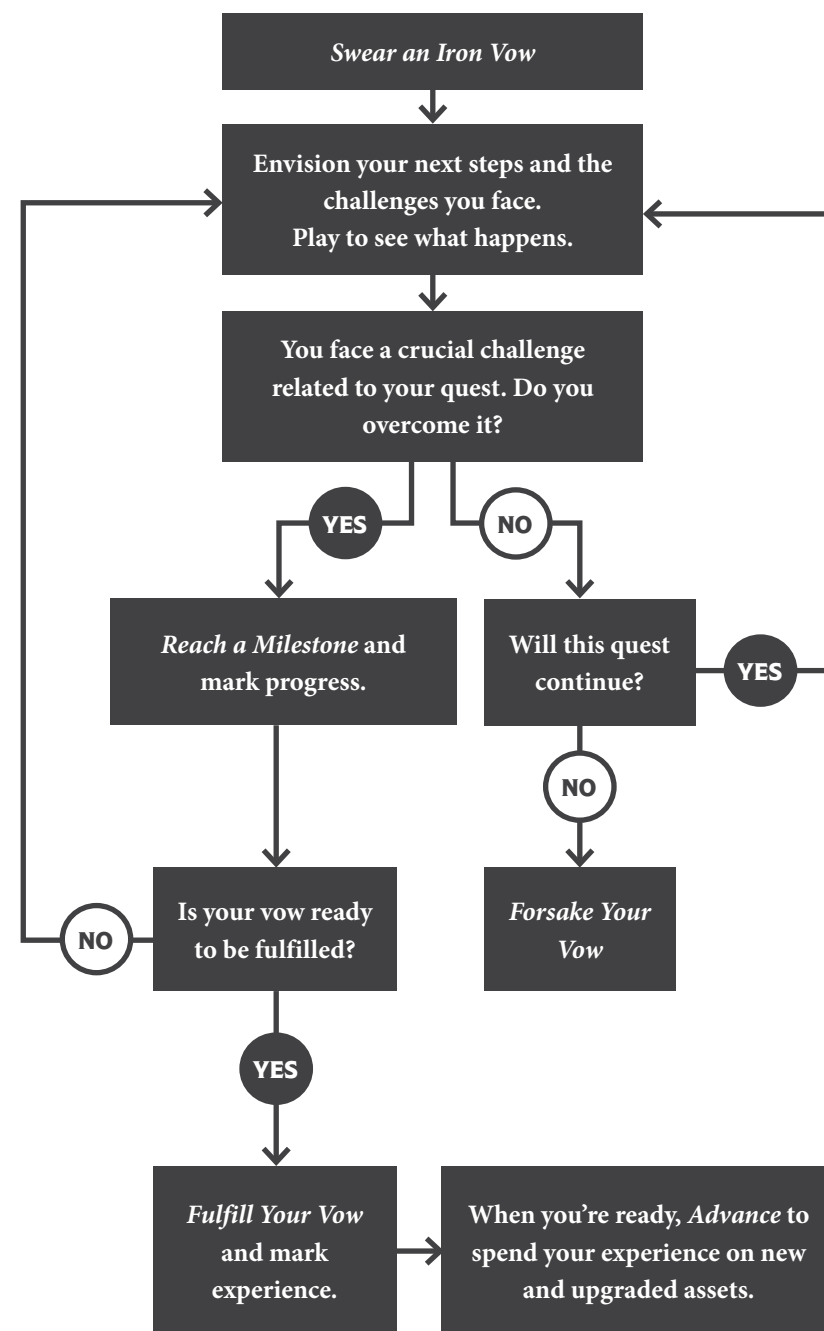 Swear an Iron Vow
Envision your next steps and the
challenges you face.
Play to see what happens.
You face a crucial challenge
related to your quest. Do you
overcome it?
YES
NO
Reach a Milestone and
mark progress.
Will this quest
continue?
YES
NO
Is your vow ready
to be fulfilled?
Forsake Your
Vow
NO
YES
Fulfill Your Vow
and mark
experience.
When you're ready, Advance to
spend your experience on new
and upgraded assets.